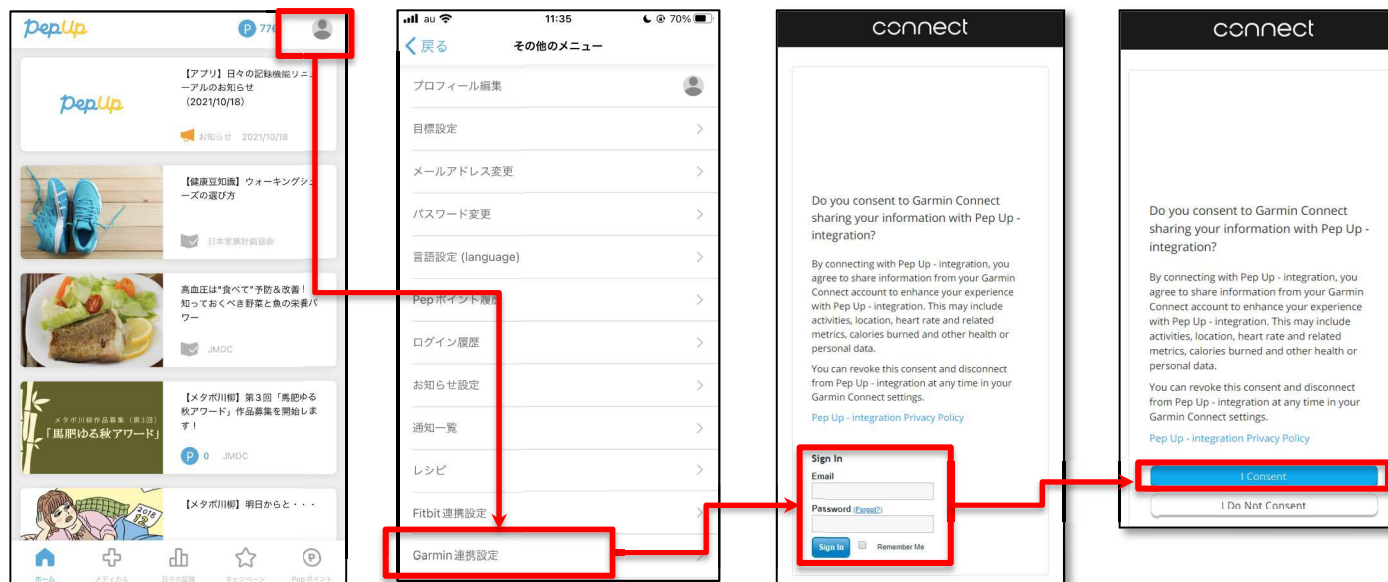 PepUp
P
【アプリ】日々の記録機能リニュ
ーアルのお知らせ
（2021/10/18）
PepUp
お知らせ 2021/10/18
【健康豆知識】ウォーキングシュ
ーズの選び方
日本家族計画協会
高血圧は“食べて”予防＆改善！
知っておくべき野菜と魚の栄養パ
ワー
JMDC
メタボ川柳作品募集（第3回）
「馬肥ゆる秋アワード」
【メタボ川柳】第３回「馬肥ゆる
秋アワード」作品募集を開始しま
す！
P 0 JMDC
2018
12
【メタボ川柳】明日からと・・・
ホーム メディカル 日々の記録 キャンペーン Pepポイント
au 11:35 70%
戻る その他のメニュー
プロフィール編集
目標設定
メールアドレス変更
パスワード変更
言語設定 (language)
Pepポイント履歴
ログイン履歴
お知らせ設定
通知一覧
レシピ
Fitbit連携設定
Garmin連携設定
connect
Do you consent to Garmin Connect
sharing your information with Pep Up -
integration?
By connecting with Pep Up - integration, you
agree to share information from your Garmin
Connect account to enhance your experience
with Pep Up - integration. This may include
activities, location, heart rate and related
metrics, calories burned and other health or
personal data.
You can revoke this consent and disconnect
from Pep Up - integration at any time in your
Garmin Connect settings.
Pep Up - integration Privacy Policy
Sign In
Email
Password (Forgot?)
Sign In Remember Me
connect
Do you consent to Garmin Connect
sharing your information with Pep Up -
integration?
By connecting with Pep Up - integration, you
agree to share information from your Garmin
Connect account to enhance your experience
with Pep Up - integration. This may include
activities, location, heart rate and related
metrics, calories burned and other health or
personal data.
You can revoke this consent and disconnect
from Pep Up - integration at any time in your
Garmin Connect settings.
Pep Up - integration Privacy Policy
I Consent
I Do Not Consent